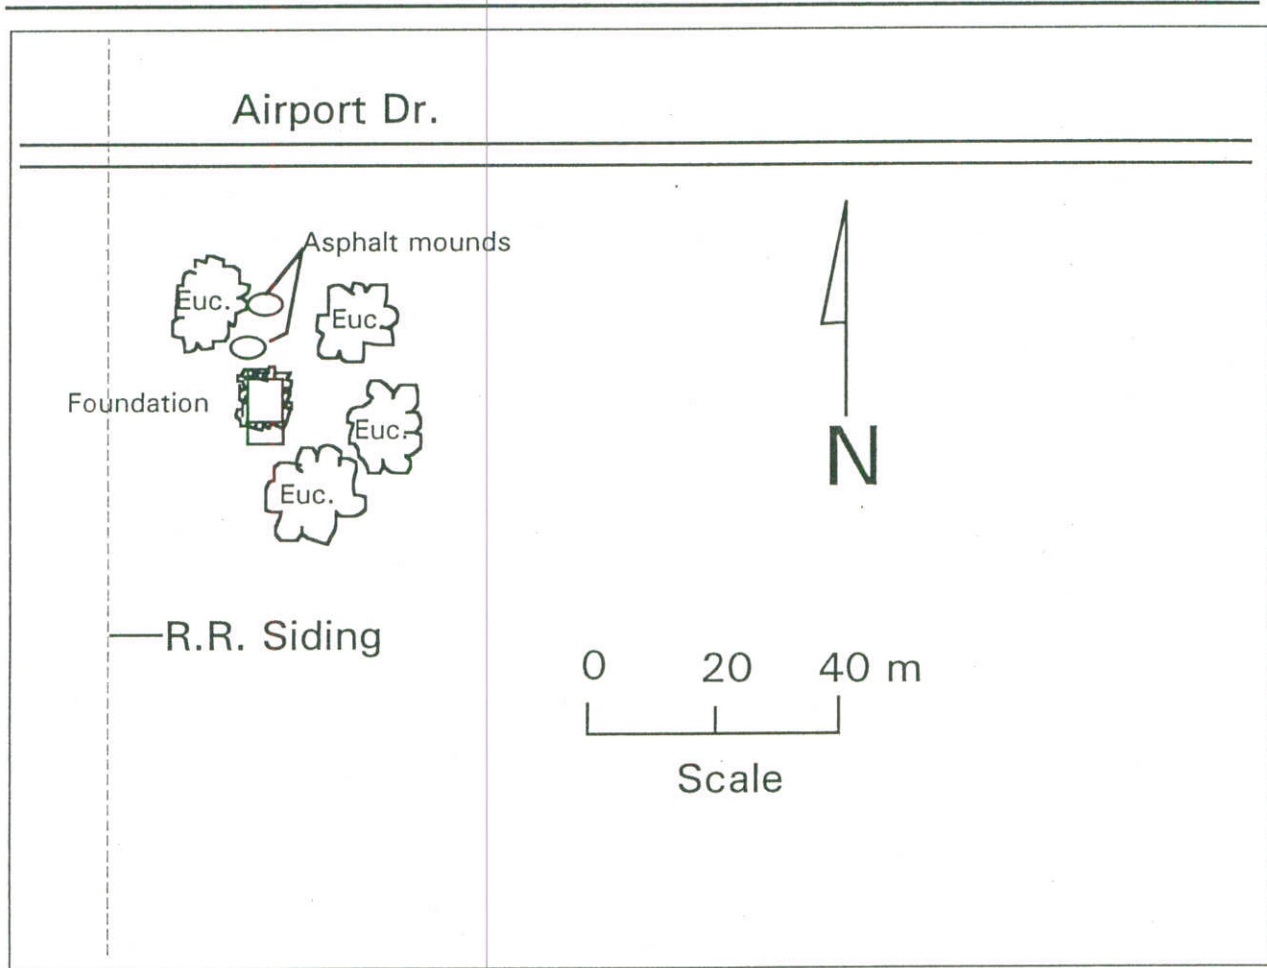 Airport Dr.
Asphalt mounds
Euc.
Euc.
Foundation
Euc.
Euc.
N
R.R. Siding
0 20 40 m
Scale